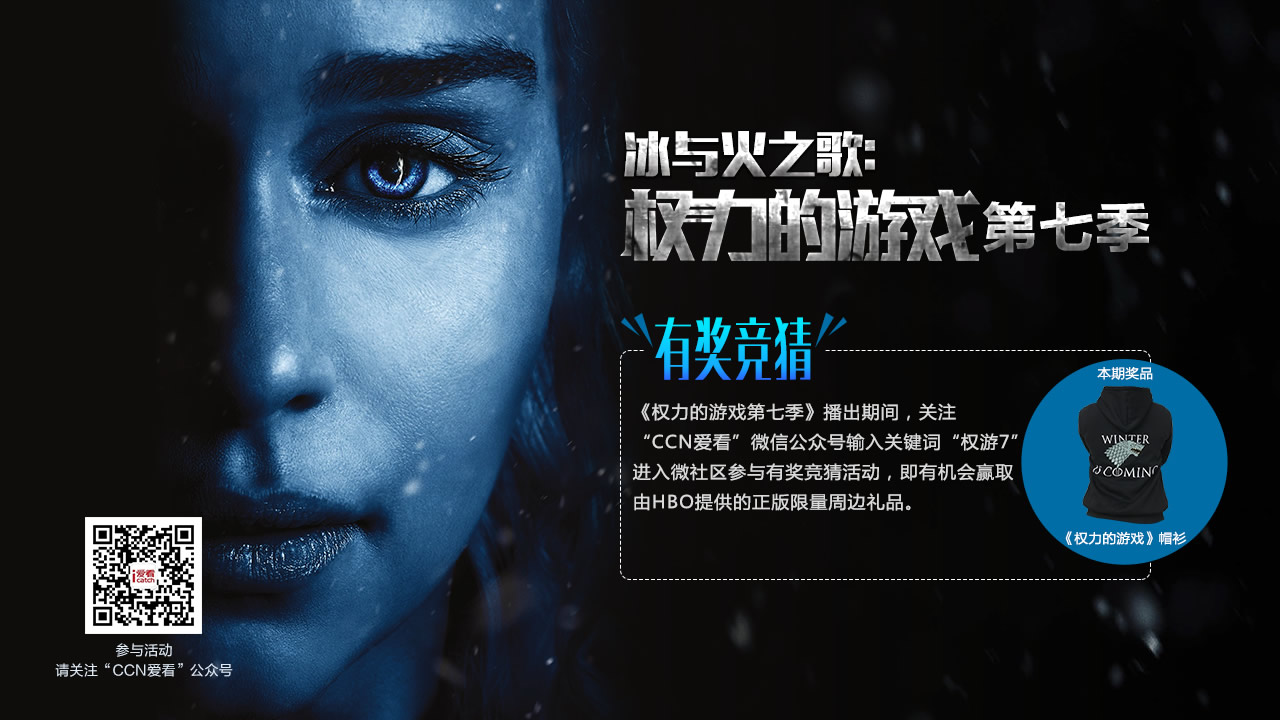 冰与火之歌:
权力的游戏第七季
有奖竞猜
《权力的游戏第七季》播出期间，关注
“CCN爱看”微信公众号输入关键词“权游7”
进入微社区参与有奖竞猜活动，即有机会赢取
由HBO提供的正版限量周边礼品。
本期奖品
WINTER
COMING
《权力的游戏》帽衫
爱看
icatch
参与活动
请关注“CCN爱看”公众号